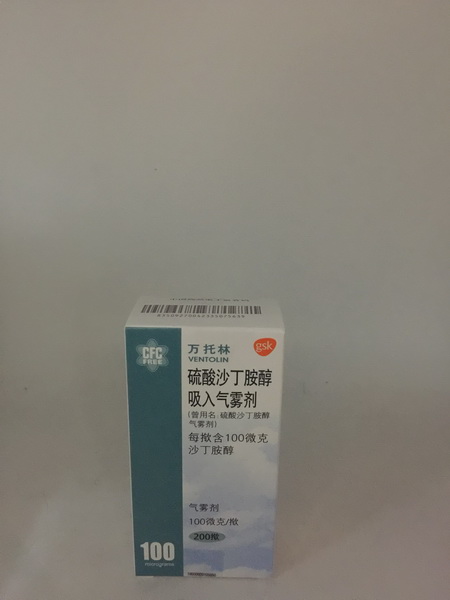 CFC
FREE
万托林
VENTOLIN
gsk
硫酸沙丁胺醇
吸入气雾剂
(曾用名:硫酸沙丁胺醇
气雾剂)
每揿含100微克
沙丁胺醇
气雾剂
100微克/揿
200揿
100
micrograms